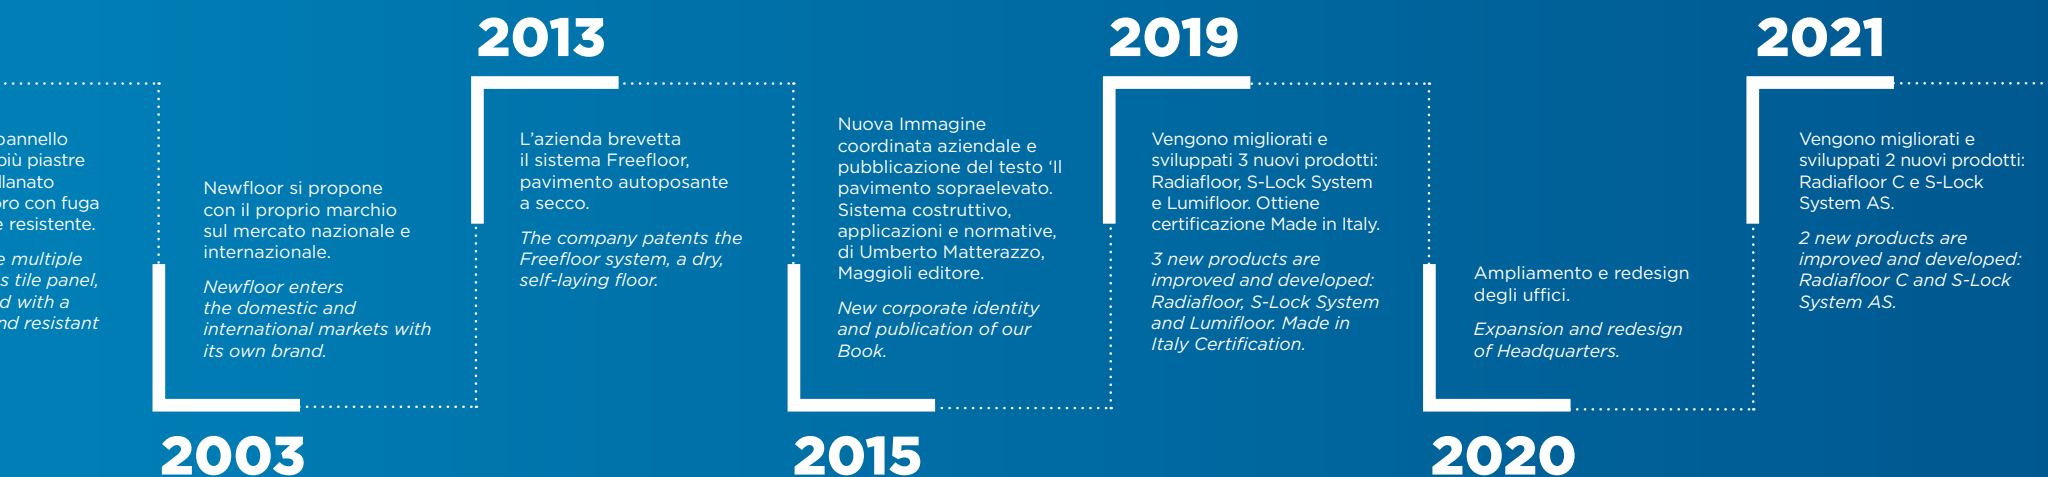 più piastre
con fuga
e resistente.
multiple
tile panel,
with a
resistant
Newfloor si propone
con il proprio marchio
sul mercato nazionale e
internazionale.
Newfloor enters
the domestic and
international markets with
its own brand.
2003
2013
L’azienda brevetta
il sistema Freefloor,
pavimento autoposante
a secco.
The company patents the
Freefloor system, a dry,
self-laying floor.
Nuova Immagine
coordinata aziendale e
pubblicazione del testo ‘Il
pavimento sopraelevato.
Sistema costruttivo,
applicazioni e normative,
di Umberto Matterazzo,
Maggioli editore.
New corporate identity
and publication of our
Book.
2015
2019
Vengono migliorati e
sviluppati 3 nuovi prodotti:
Radiafloor, S-Lock System
e Lumifloor. Ottiene
certificazione Made in Italy.
3 new products are
improved and developed:
Radiafloor, S-Lock System
and Lumifloor. Made in
Italy Certification.
Ampliamento e redesign
degli uffici.
Expansion and redesign
of Headquarters.
2020
2021
Vengono migliorati e
sviluppati 2 nuovi prodotti:
Radiafloor C e S-Lock
System AS.
2 new products are
improved and developed:
Radiafloor C and S-Lock
System AS.